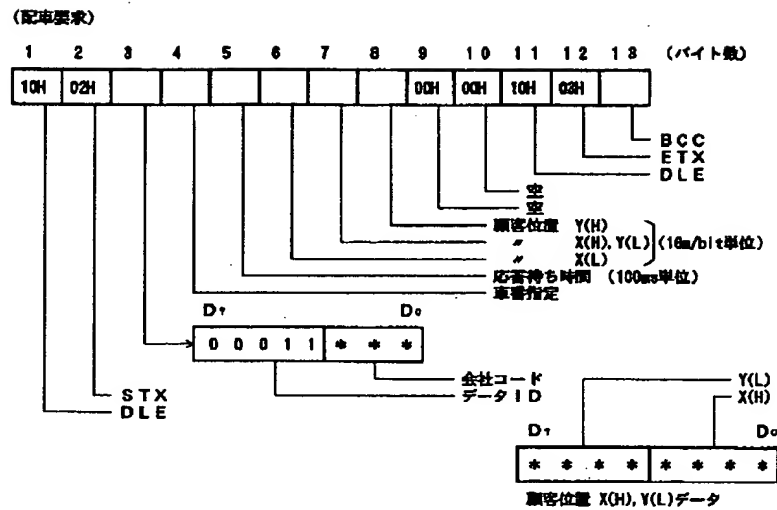 (配車要求)
1 2 3 4 5 6 7 8 9 10 11 12 13 (バイト数)
10H 02H 00H 00H 10H 03H
BCC
ETX
DLE
空
空
顧客位置 Y(H)
〃 X(H),Y(L) (16m/bit単位)
〃 X(L)
応答待ち時間 (100ms単位)
車番指定
D7 D0
0 0 0 1 1 * * *
会社コード
データID
STX
DLE
Y(L)
X(H)
D7 D0
* * * * * * * *
顧客位置 X(H),Y(L)データ